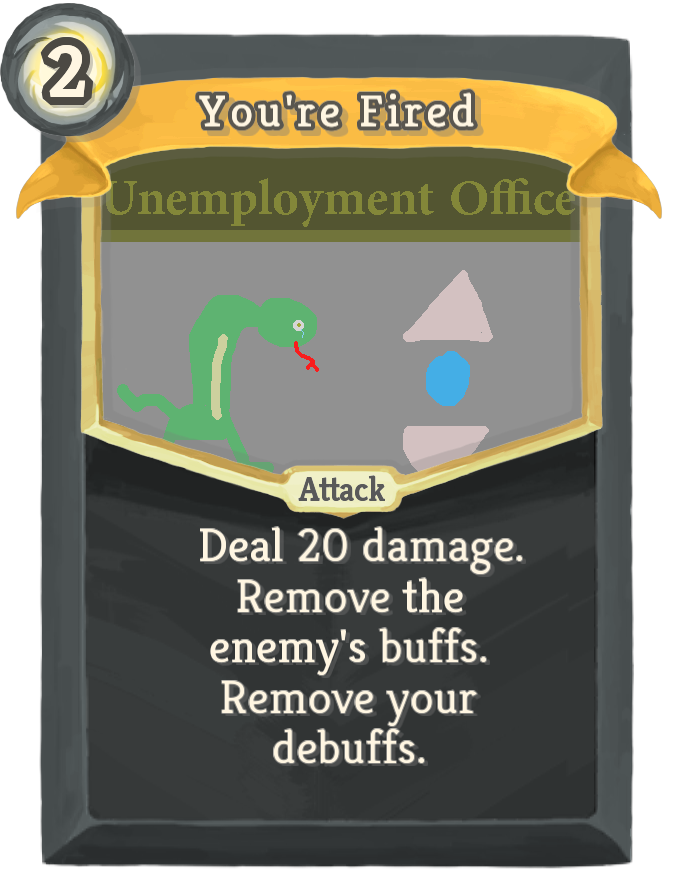 2
You're Fired
Unemployment Office
Attack
Deal 20 damage.
Remove the
enemy's buffs.
Remove your
debuffs.